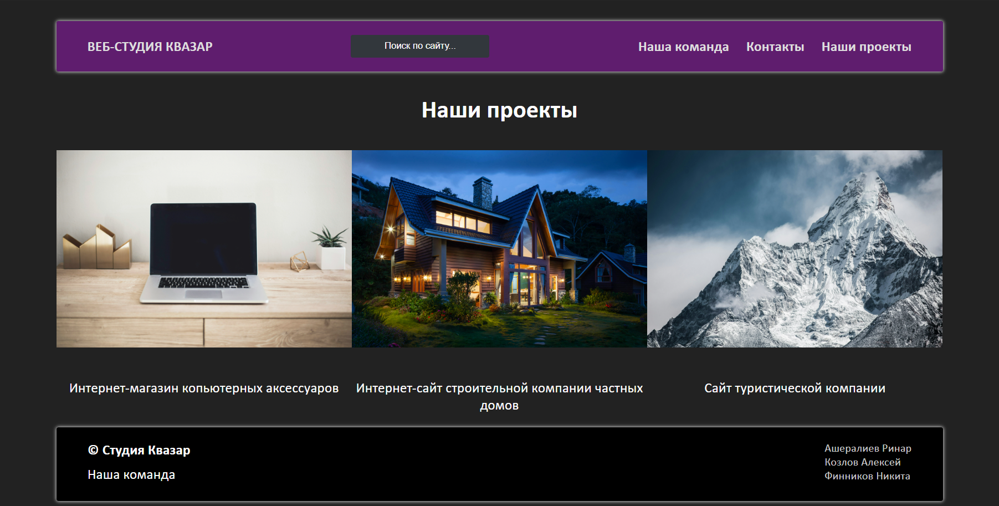 ВЕБ-СТУДИЯ КВАЗАР
Поиск по сайту...
Наша команда
Контакты
Наши проекты
Наши проекты
Интернет-магазин копьютерных аксессуаров
Интернет-сайт строительной компании частных
домов
Сайт туристической компании
© Студия Квазар
Наша команда
Ашералиев Ринар
Козлов Алексей
Финников Никита